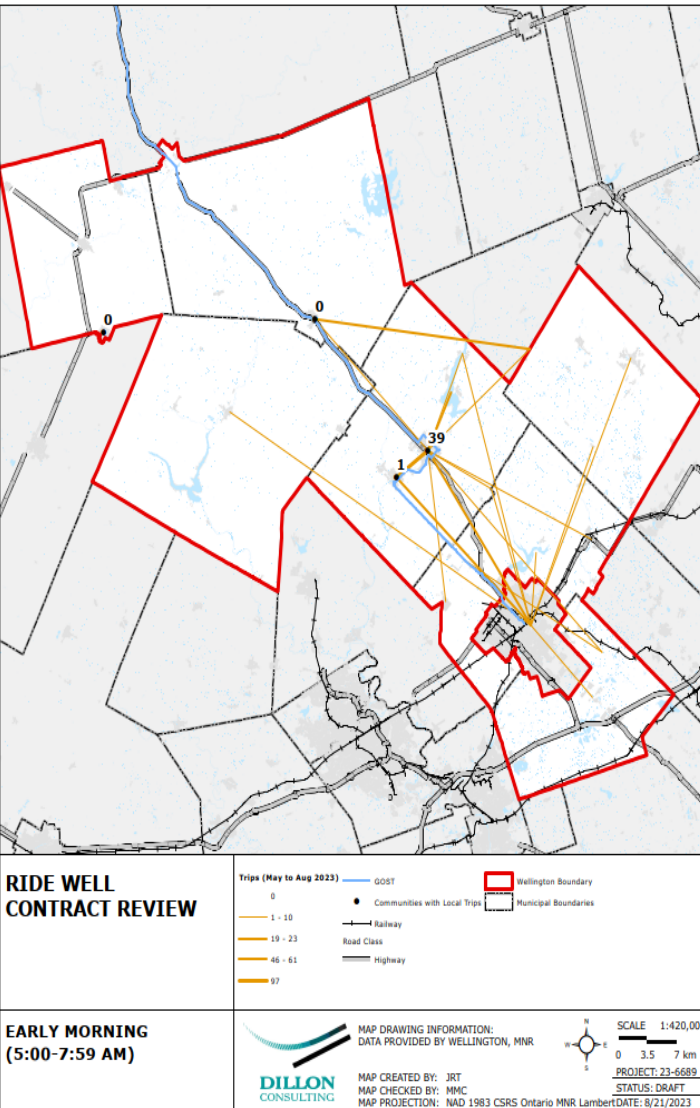 0
0
39
1
RIDE WELL
CONTRACT REVIEW
Trips (May to Aug 2023)
0
1 - 10
19 - 23
46 - 61
97
GOST
Communities with Local Trips
Railway
Road Class
Highway
Wellington Boundary
Municipal Boundaries
EARLY MORNING
(5:00-7:59 AM)
DILLON
CONSULTING
MAP DRAWING INFORMATION:
DATA PROVIDED BY WELLINGTON, MNR
MAP CREATED BY: JRT
MAP CHECKED BY: MMC
MAP PROJECTION: NAD 1983 CSRS Ontario MNR Lambert
N
W
E
S
SCALE 1:420,00
0 3.5 7 km
PROJECT: 23-6689
STATUS: DRAFT
DATE: 8/21/2023